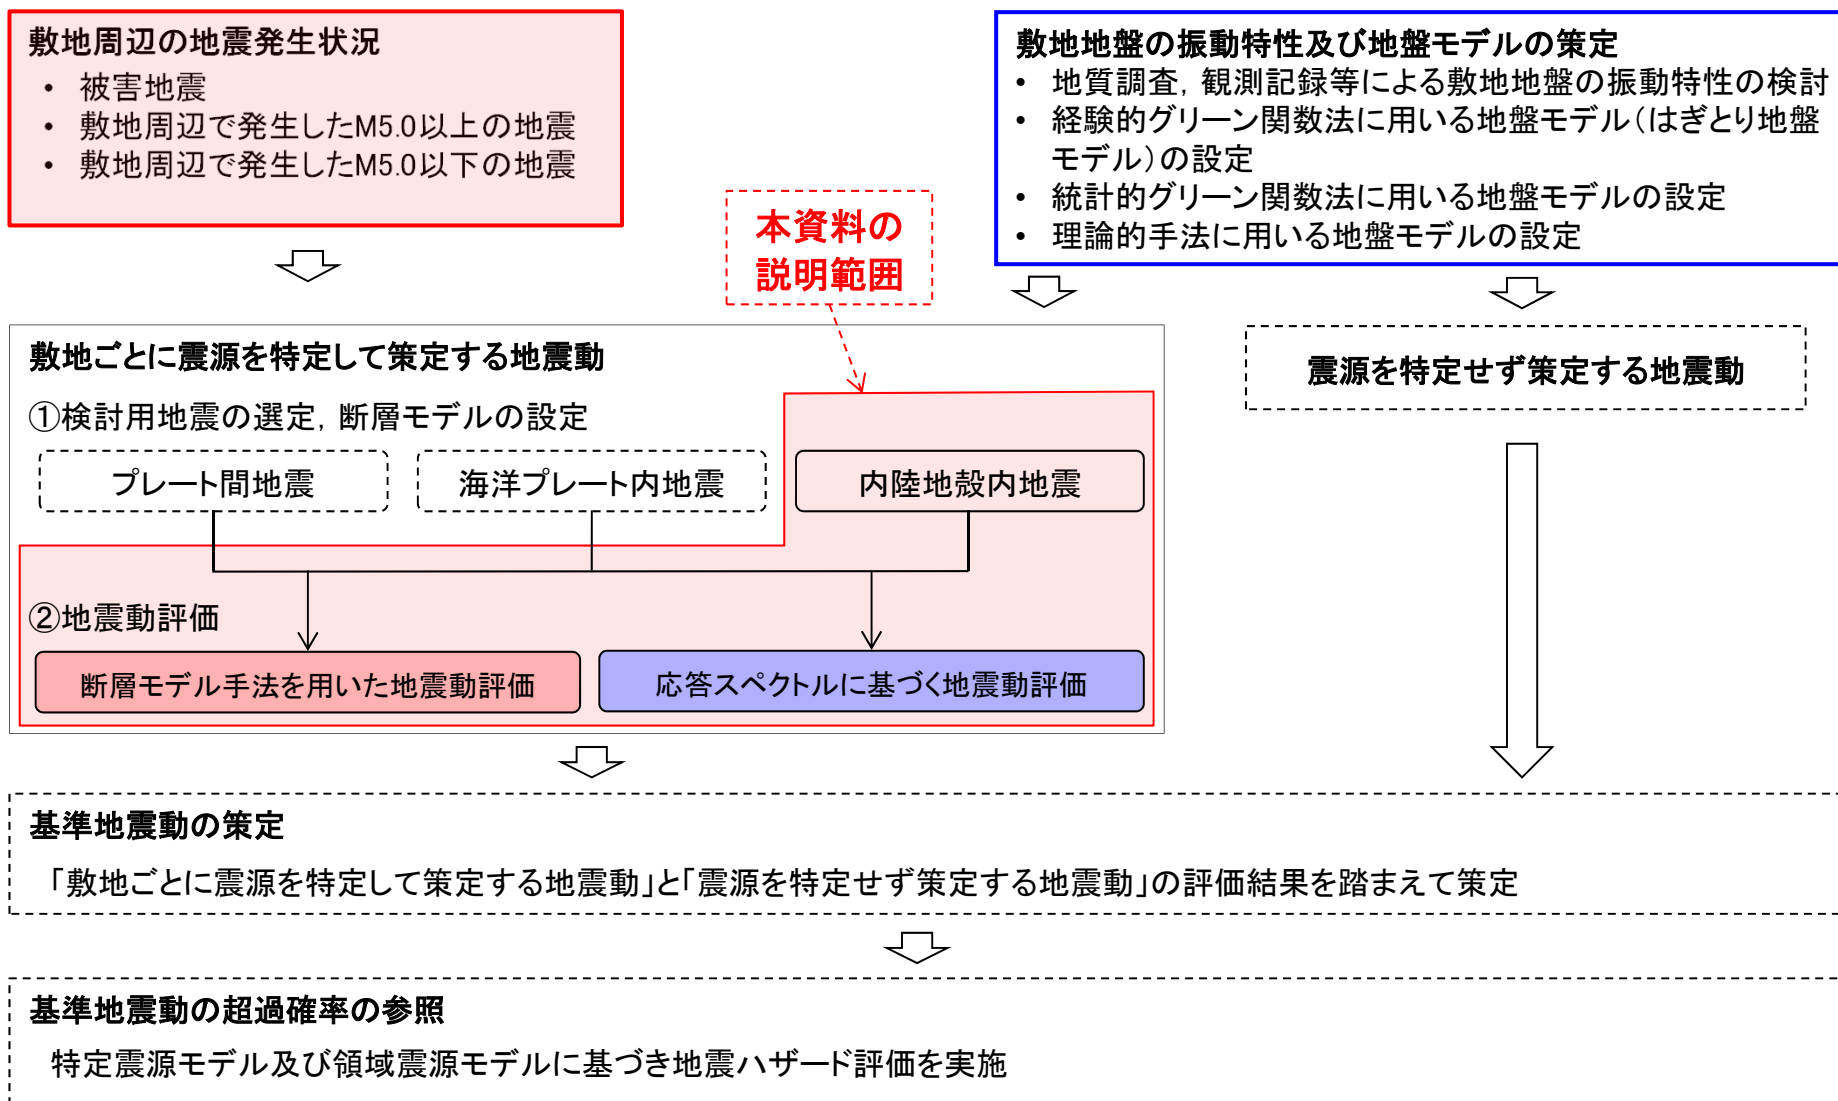 敷地周辺の地震発生状況
• 被害地震
• 敷地周辺で発生したM5.0以上の地震
• 敷地周辺で発生したM5.0以下の地震
敷地地盤の振動特性及び地盤モデルの策定
• 地質調査，観測記録等による敷地地盤の振動特性の検討
• 経験的グリーン関数法に用いる地盤モデル（はぎとり地盤
モデル）の設定
• 統計的グリーン関数法に用いる地盤モデルの設定
• 理論的手法に用いる地盤モデルの設定
本資料の
説明範囲
敷地ごとに震源を特定して策定する地震動
①検討用地震の選定，断層モデルの設定
プレート間地震
海洋プレート内地震
内陸地殻内地震
②地震動評価
断層モデル手法を用いた地震動評価
応答スペクトルに基づく地震動評価
震源を特定せず策定する地震動
基準地震動の策定
「敷地ごとに震源を特定して策定する地震動」と「震源を特定せず策定する地震動」の評価結果を踏まえて策定
基準地震動の超過確率の参照
特定震源モデル及び領域震源モデルに基づき地震ハザード評価を実施